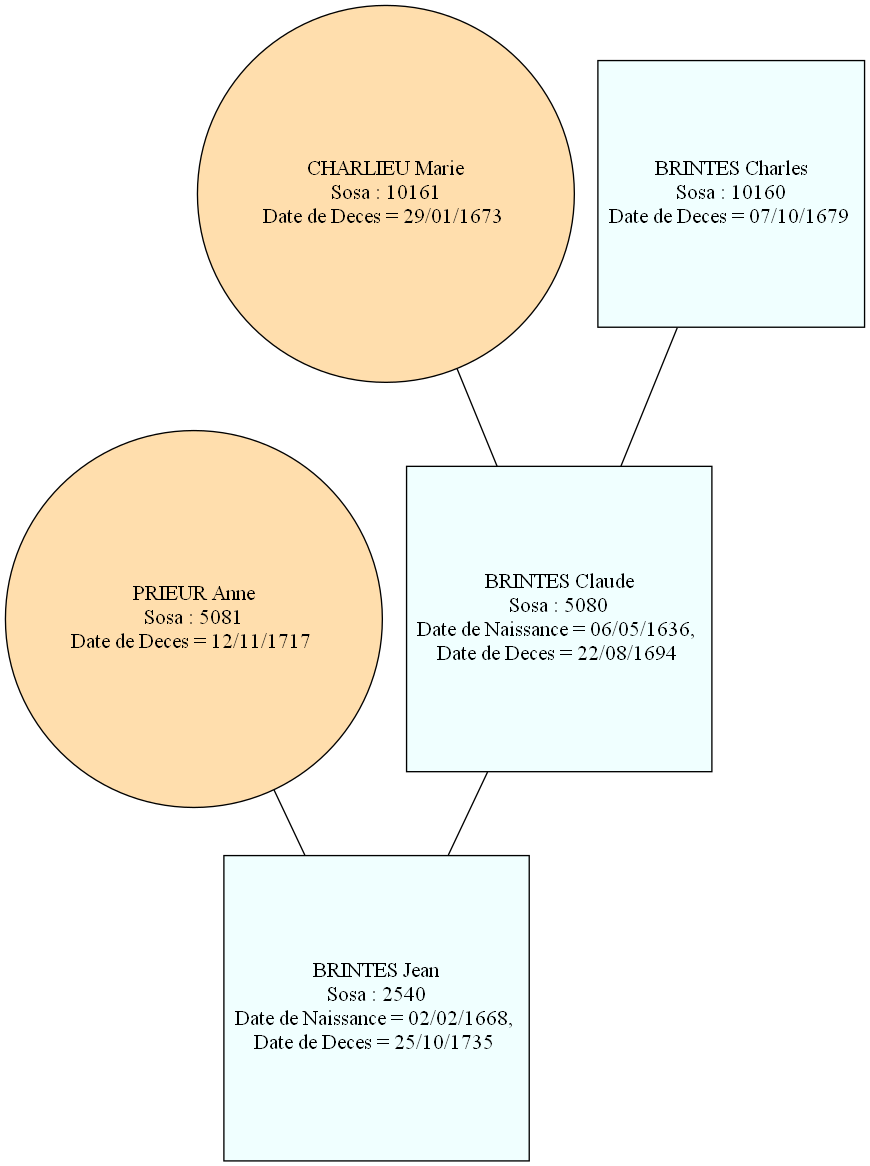 CHARLIEU Marie
Sosa : 10161
Date de Deces = 29/01/1673
BRINTES Charles
Sosa : 10160
Date de Deces = 07/10/1679
PRIEUR Anne
Sosa : 5081
Date de Deces = 12/11/1717
BRINTES Claude
Sosa : 5080
Date de Naissance = 06/05/1636,
Date de Deces = 22/08/1694
BRINTES Jean
Sosa : 2540
Date de Naissance = 02/02/1668,
Date de Deces = 25/10/1735